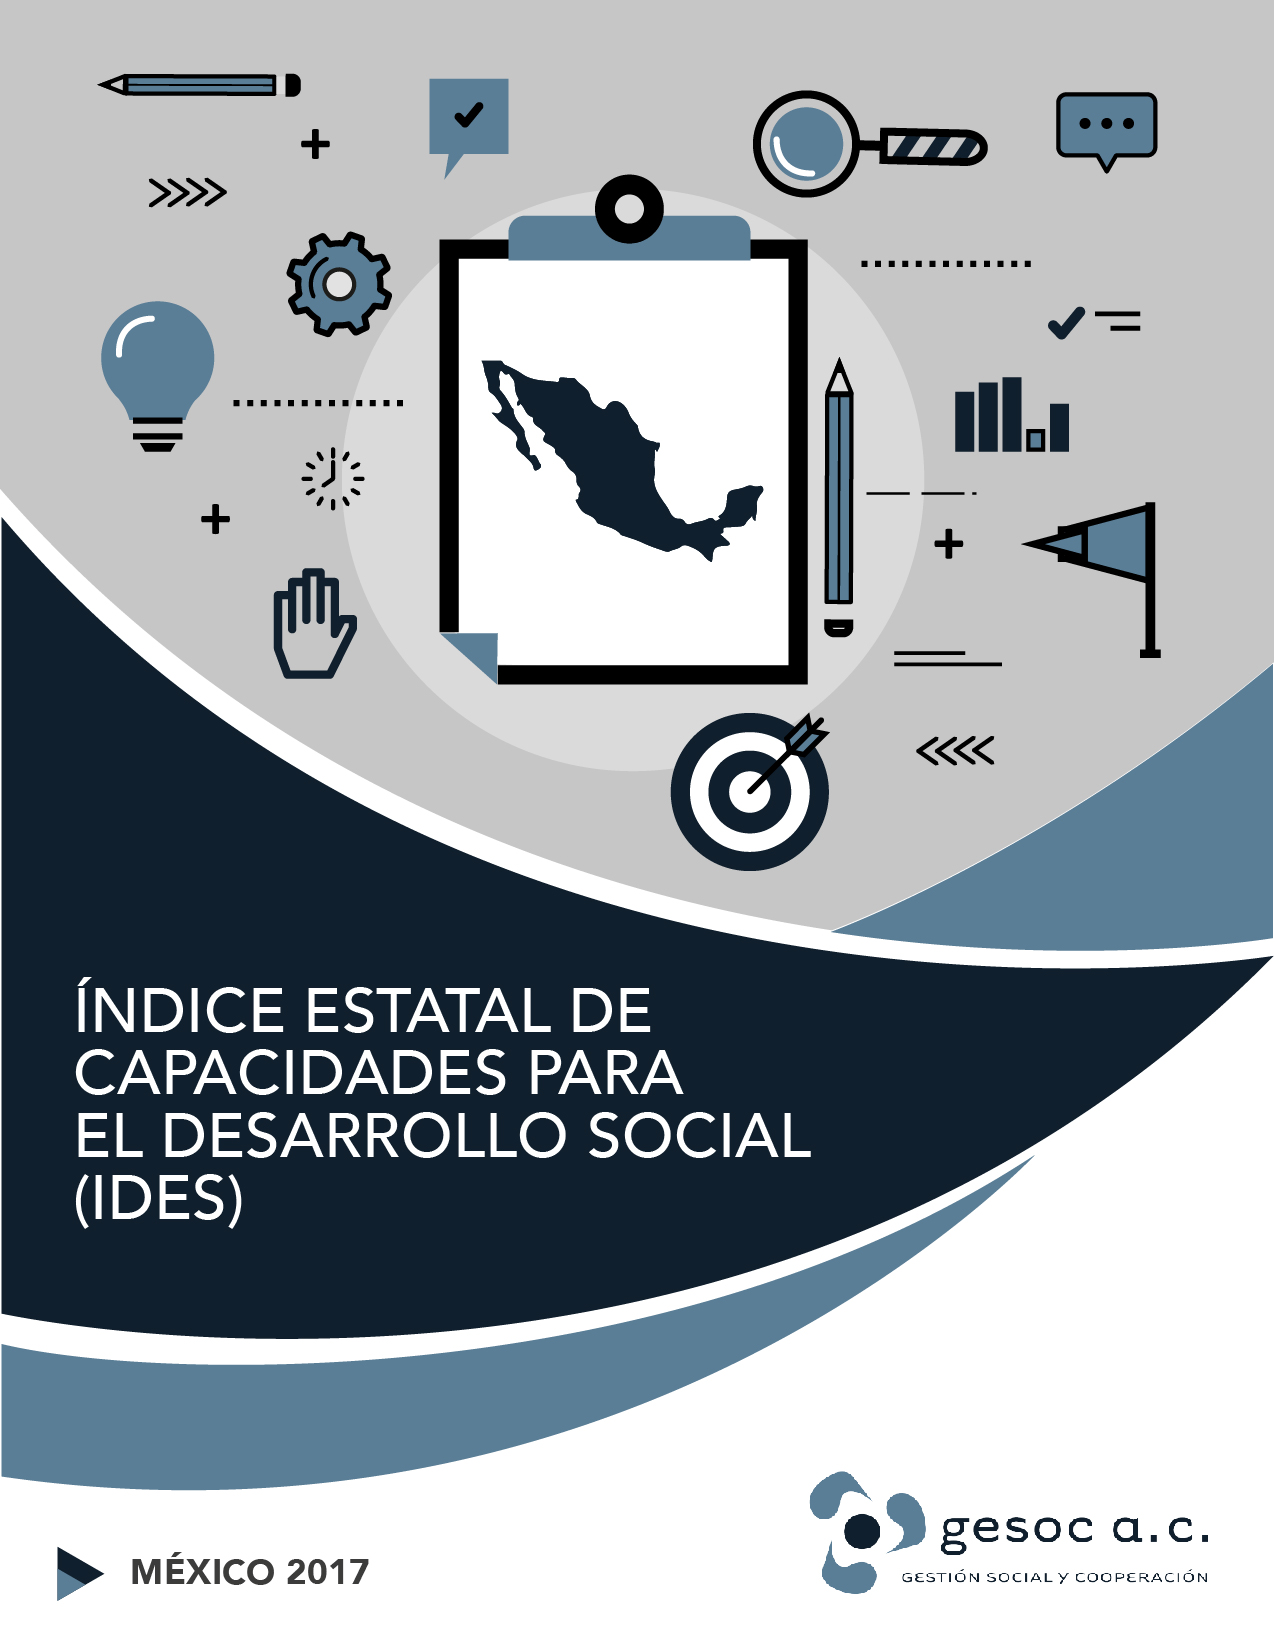 ÍNDICE ESTATAL DE
CAPACIDADES PARA
EL DESARROLLO SOCIAL
(IDES)
MÉXICO 2017
gesoc a.c.
GESTIÓN SOCIAL y COOPERACIÓN